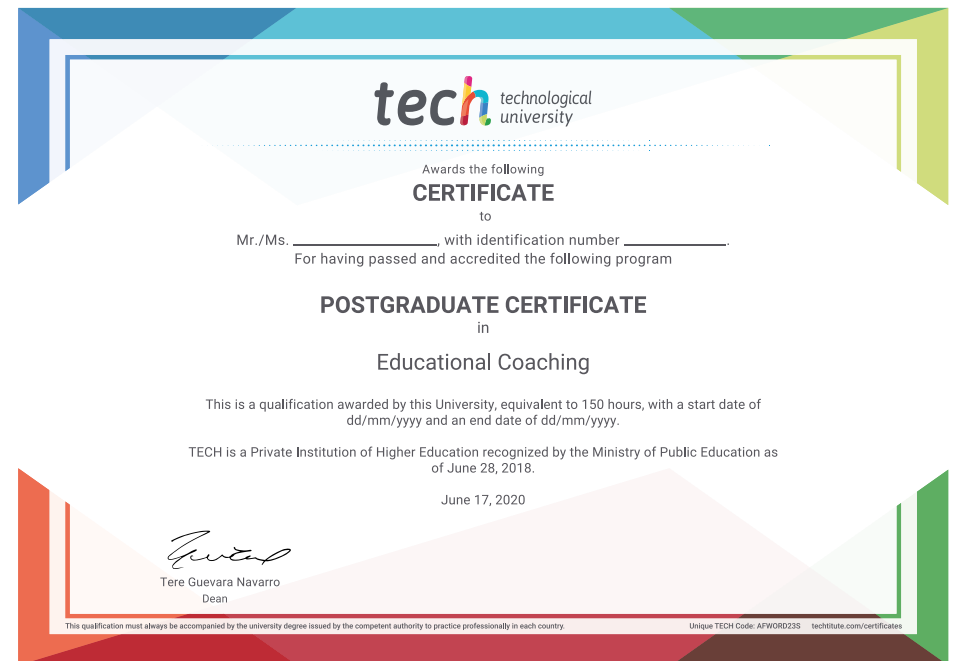 tech technological
university
Awards the following
CERTIFICATE
to
Mr./Ms. ____________________, with identification number ______________.
For having passed and accredited the following program
POSTGRADUATE CERTIFICATE
in
Educational Coaching
This is a qualification awarded by this University, equivalent to 150 hours, with a start date of
dd/mm/yyyy and an end date of dd/mm/yyyy.
TECH is a Private Institution of Higher Education recognized by the Ministry of Public Education as
of June 28, 2018.
June 17, 2020
Tere Guevara Navarro
Dean
This qualification must always be accompanied by the university degree issued by the competent authority to practice professionally in each country.
Unique TECH Code: AFWORD23S techtitute.com/certificates